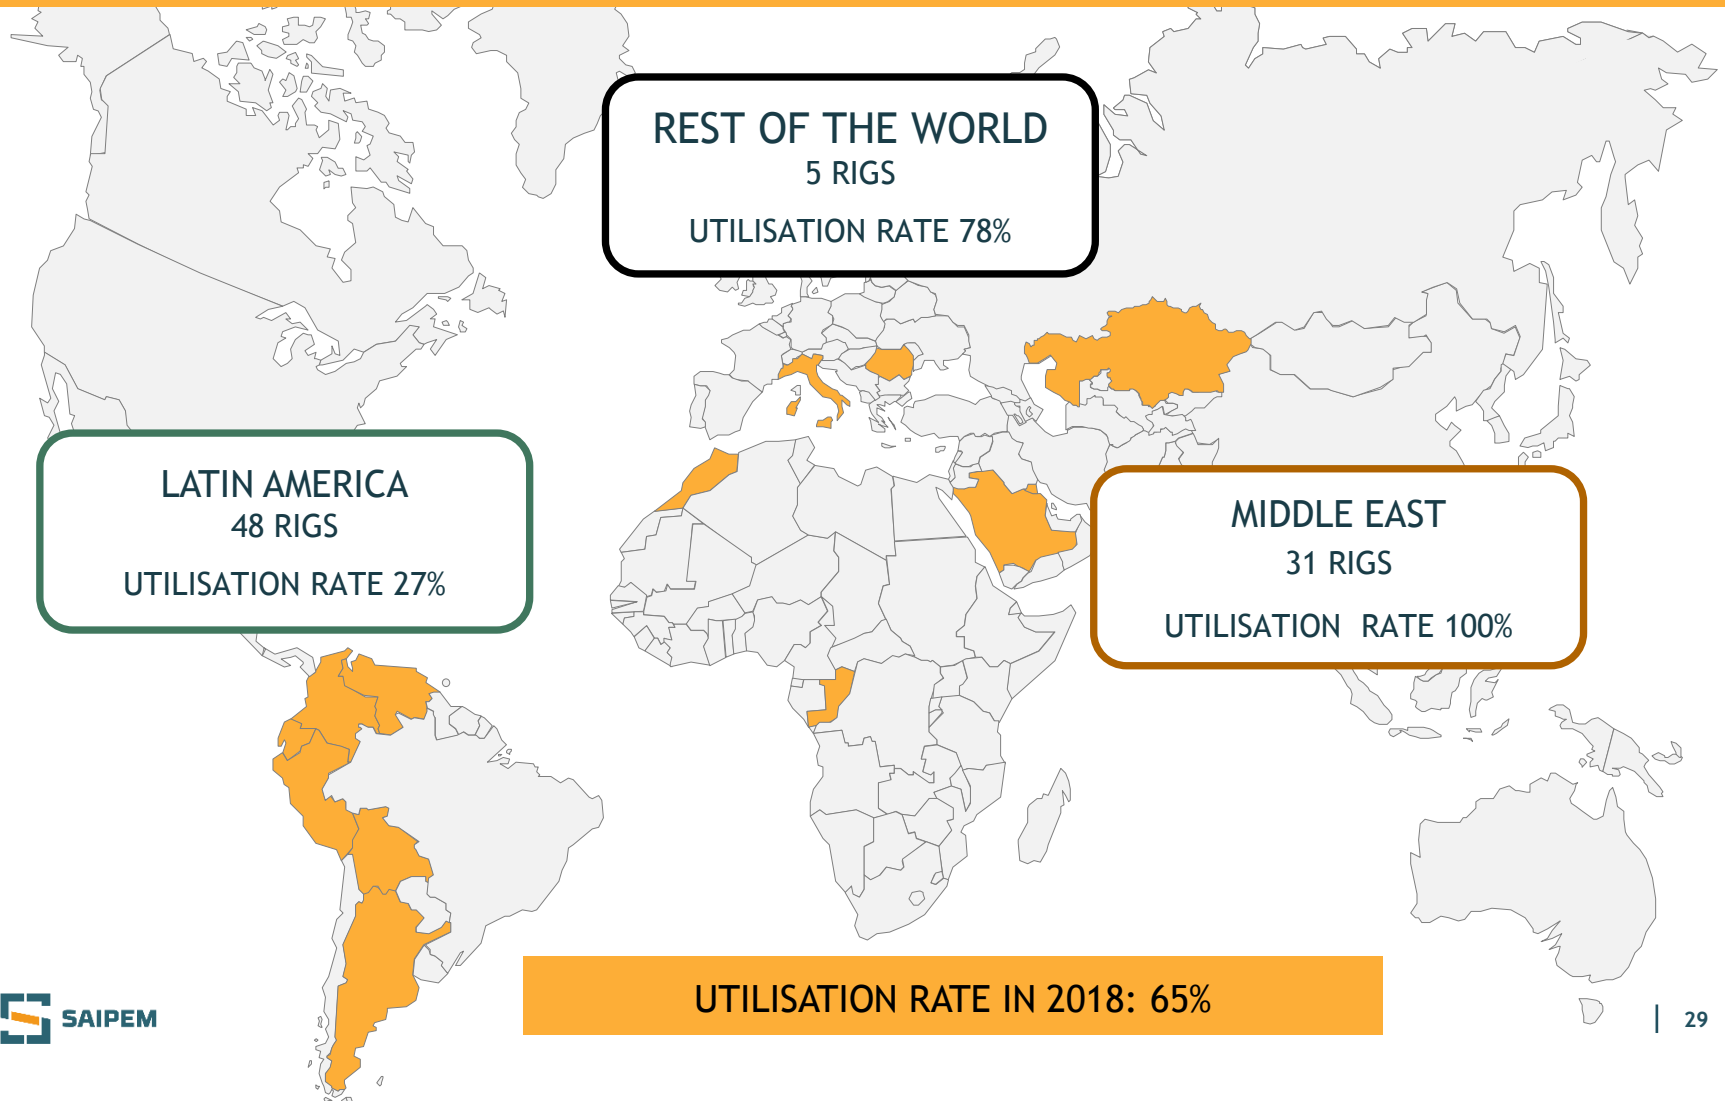 REST OF THE WORLD
5 RIGS
UTILISATION RATE 78%
LATIN AMERICA
48 RIGS
UTILISATION RATE 27%
MIDDLE EAST
31 RIGS
UTILISATION RATE 100%
UTILISATION RATE IN 2018: 65%
SAIPEM
29